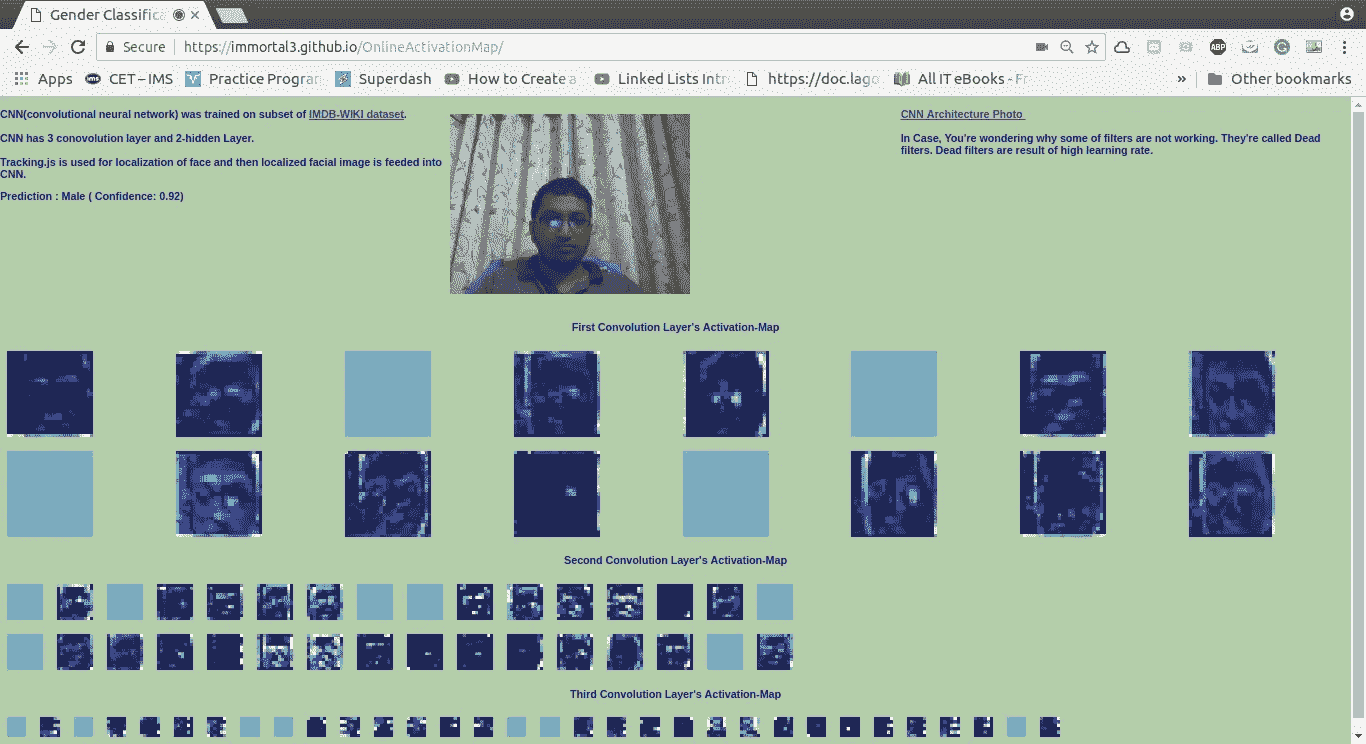 Gender Classific
Secure https://immortal3.github.io/OnlineActivationMap/
ABP
Apps CET – IMS Practice Progra Superdash How to Create a Linked Lists Intr https://doc.lago All IT eBooks - Fr » Other bookmarks
CNN(convolutional neural network) was trained on subset of IMDB-WIKI dataset.
CNN has 3 conovolution layer and 2-hidden Layer.
Tracking.js is used for localization of face and then localized facial image is feeded into
CNN.
Prediction : Male ( Confidence: 0.92)
CNN Architecture Photo
In Case, You're wondering why some of filters are not working. They're called Dead
filters. Dead filters are result of high learning rate.
First Convolution Layer's Activation-Map
Second Convolution Layer's Activation-Map
Third Convolution Layer's Activation-Map